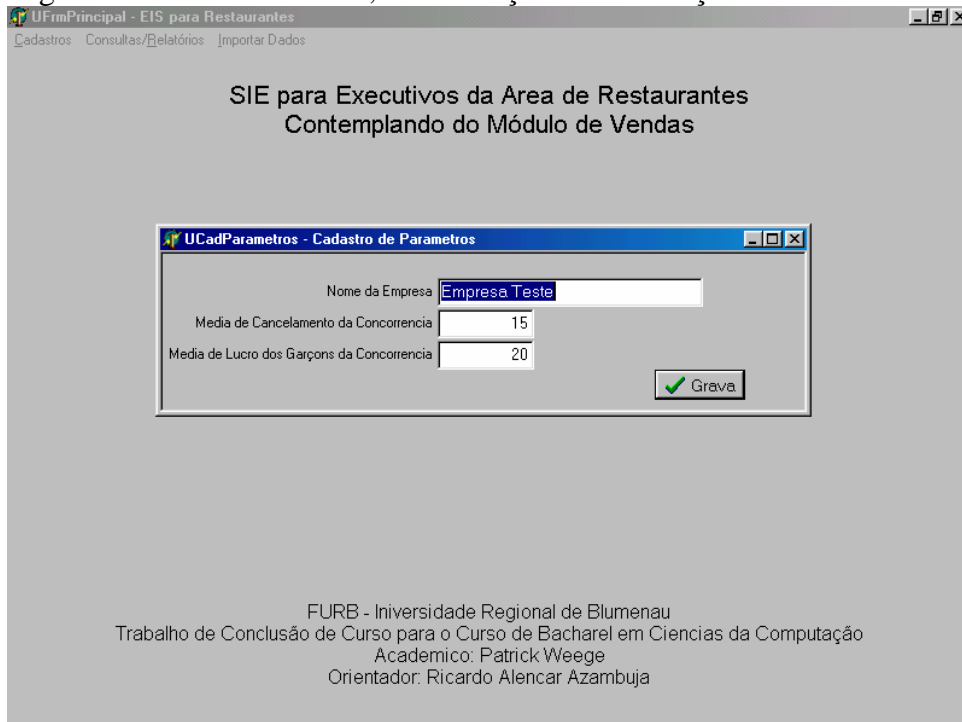 UFrmPrincipal - EIS para Restaurantes
Cadastros Consultas/Relatórios Importar Dados
SIE para Executivos da Area de Restaurantes
Contemplando do Módulo de Vendas
UCadParametros - Cadastro de Parametros
Nome da Empresa Empresa Teste
Media de Cancelamento da Concorrencia 15
Media de Lucro dos Garçons da Concorrencia 20
Grava
FURB - Iniversidade Regional de Blumenau
Trabalho de Conclusão de Curso para o Curso de Bacharel em Ciencias da Computação
Academico: Patrick Weege
Orientador: Ricardo Alencar Azambuja